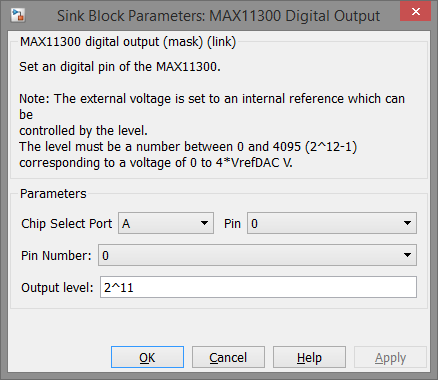 Sink Block Parameters: MAX11300 Digital Output
MAX11300 digital output (mask) (link)
Set an digital pin of the MAX11300.
Note: The external voltage is set to an internal reference which can
be
controlled by the level.
The level must be a number between 0 and 4095 (2^12-1)
corresponding to a voltage of 0 to 4*VrefDAC V.
Parameters
Chip Select Port A Pin 0
Pin Number: 0
Output level: 2^11
OK Cancel Help Apply